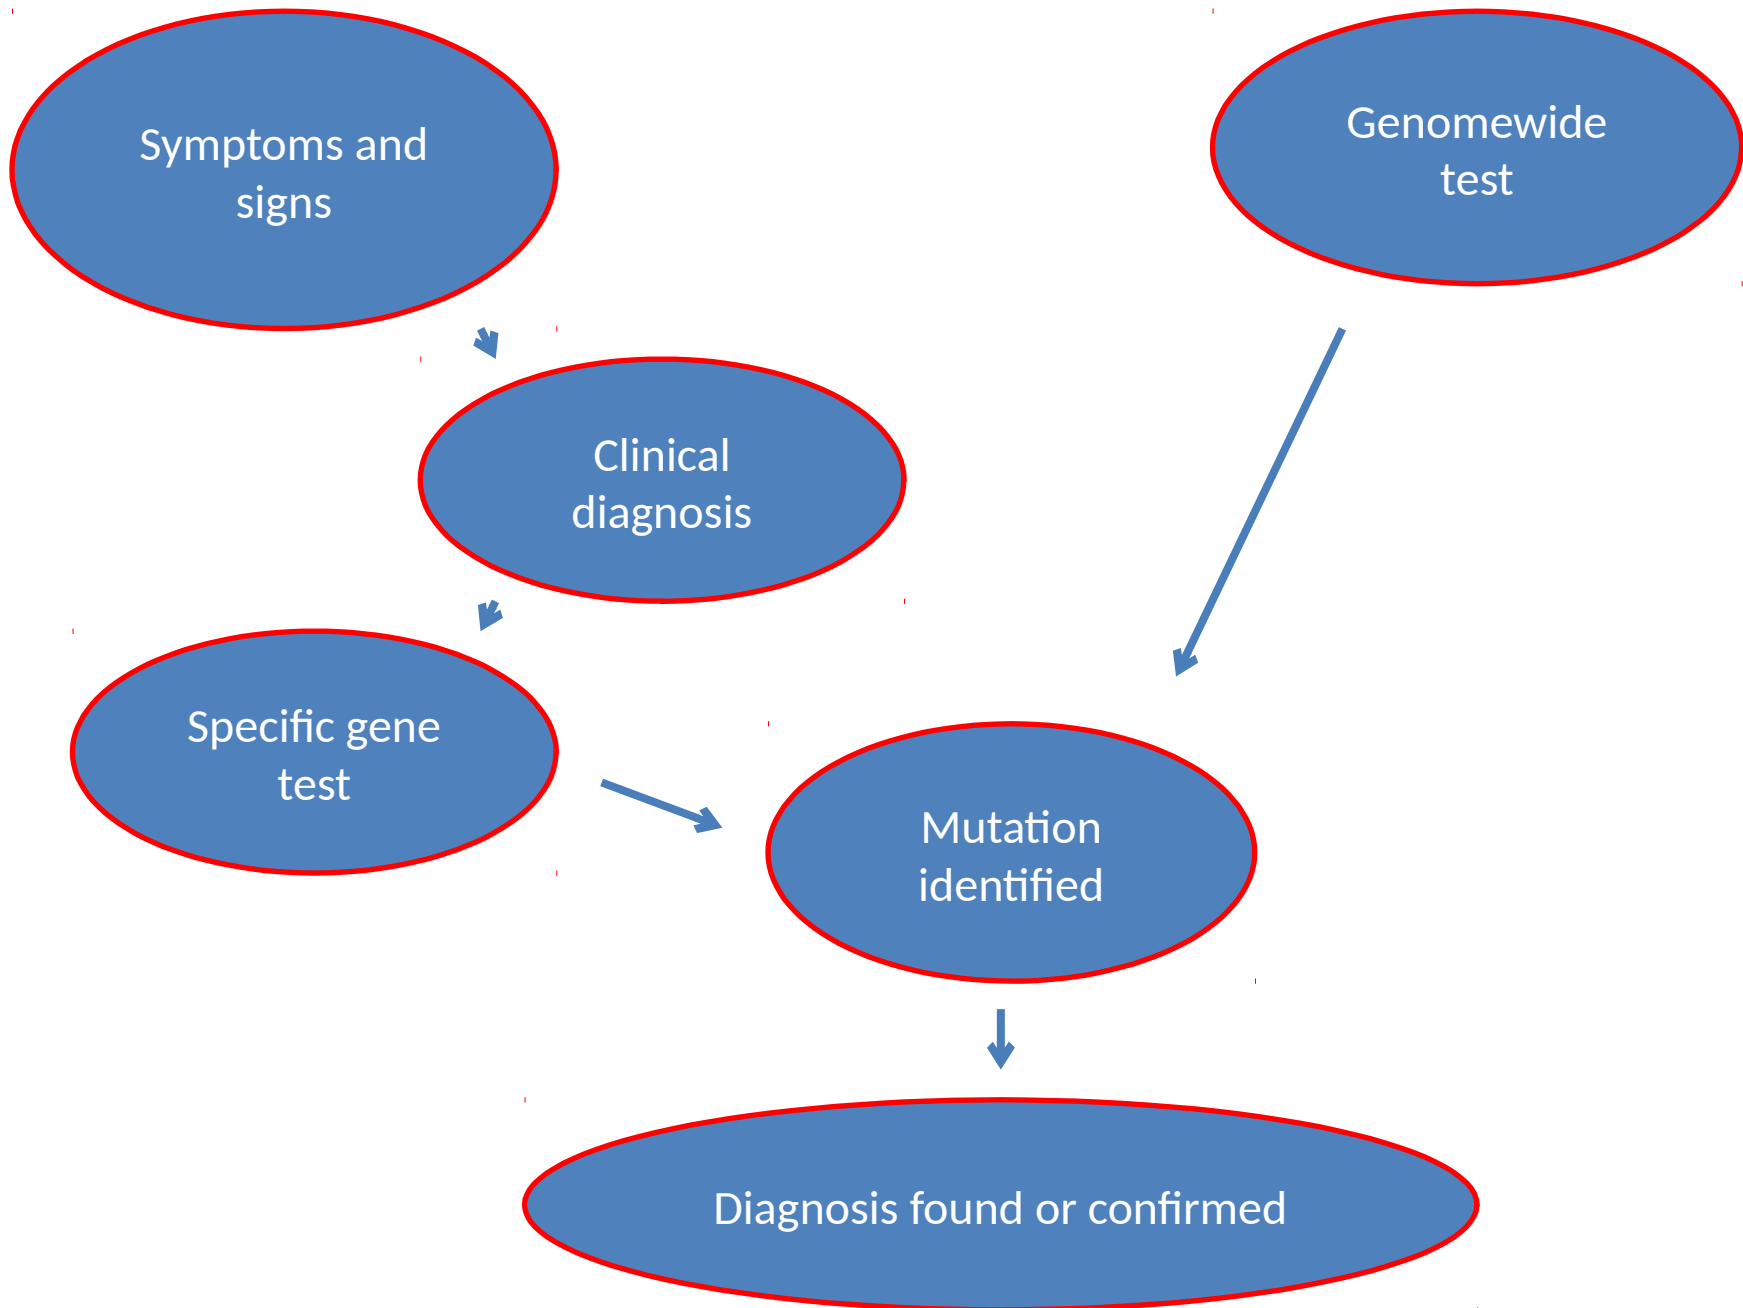 Symptoms and
signs
Genomewide
test
Clinical
diagnosis
Specific gene
test
Mutation
identified
Diagnosis found or confirmed